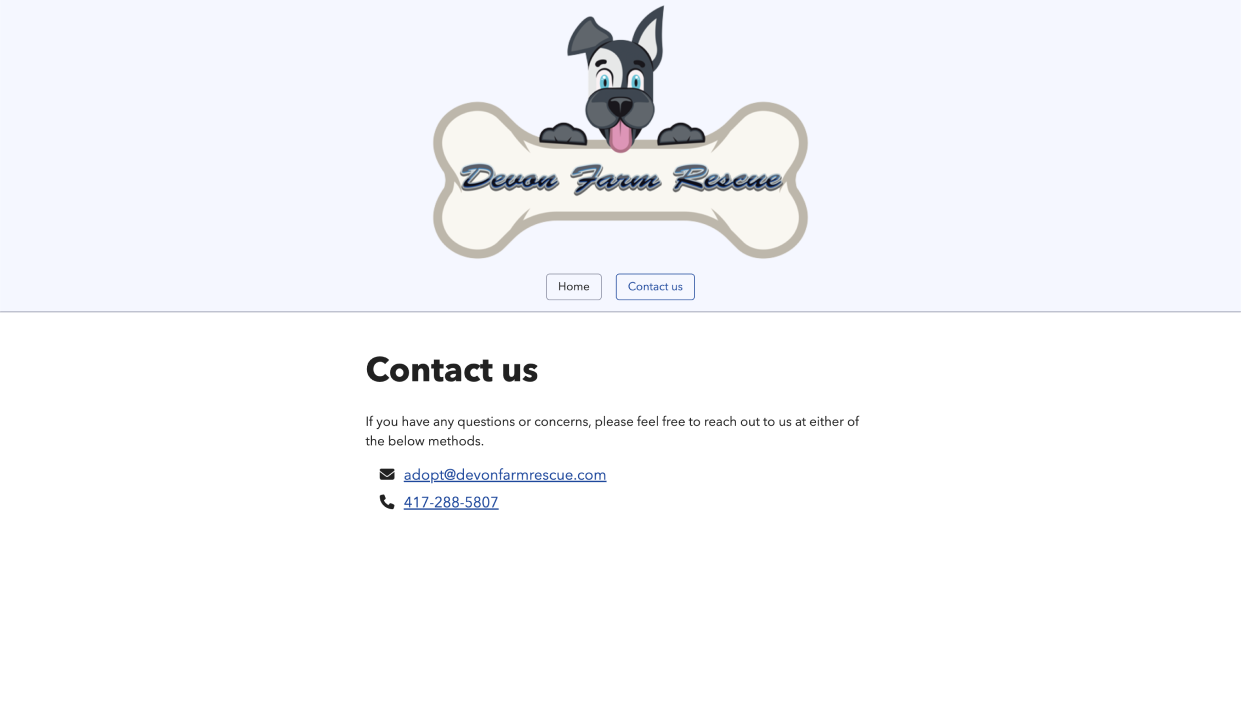 Devon Farm Rescue
Home Contact us
Contact us
If you have any questions or concerns, please feel free to reach out to us at either of
the below methods.
adopt@devonfarmrescue.com
417-288-5807